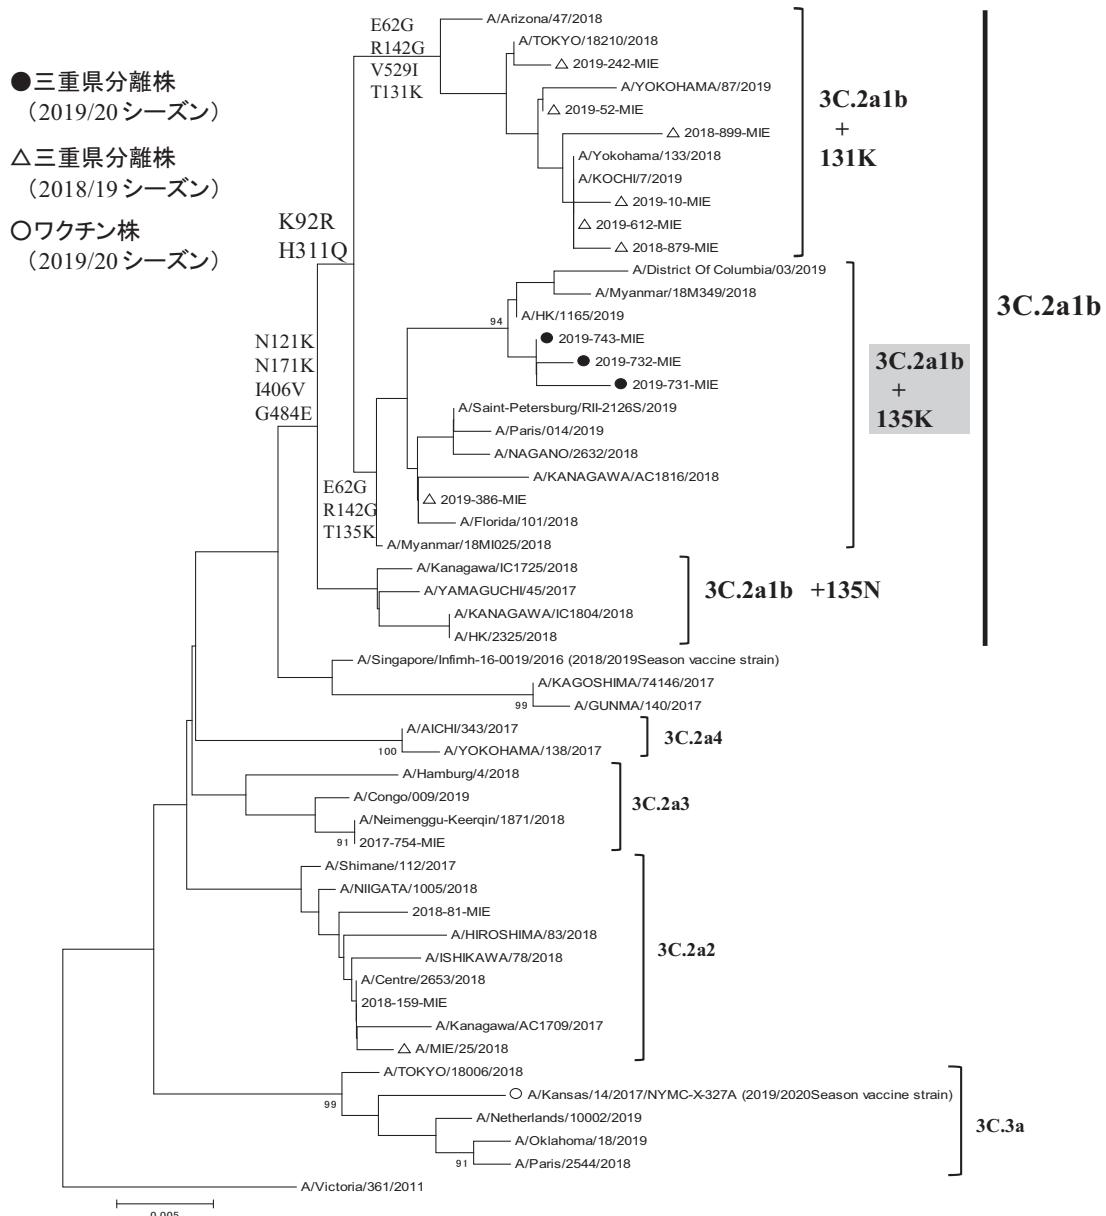 ●三重県分離株
（2019/20 シーズン）
△三重県分離株
（2018/19 シーズン）
○ワクチン株
（2019/20 シーズン）
E62G
R142G
V529I
T131K
K92R
H311Q
N121K
N171K
I406V
G484E
E62G
R142G
T135K
A/Arizona/47/2018
A/TOKYO/18210/2018
△ 2019-242-MIE
A/YOKOHAMA/87/2019
△ 2019-52-MIE
△ 2018-899-MIE
A/Yokohama/133/2018
A/KOCHI/7/2019
△ 2019-10-MIE
△ 2019-612-MIE
△ 2018-879-MIE
3C.2a1b
+
131K
A/District Of Columbia/03/2019
A/Myanmar/18M349/2018
A/HK/1165/2019
94
● 2019-743-MIE
● 2019-732-MIE
● 2019-731-MIE
A/Saint-Petersburg/RII-2126S/2019
A/Paris/014/2019
A/NAGANO/2632/2018
A/KANAGAWA/AC1816/2018
△ 2019-386-MIE
A/Florida/101/2018
A/Myanmar/18MI025/2018
3C.2a1b
+
135K
3C.2a1b
A/Kanagawa/IC1725/2018
A/YAMAGUCHI/45/2017
A/KANAGAWA/IC1804/2018
A/HK/2325/2018
3C.2a1b +135N
A/Singapore/Infimh-16-0019/2016 (2018/2019Season vaccine strain)
A/KAGOSHIMA/74146/2017
99
A/GUNMA/140/2017
A/AICHI/343/2017
100
A/YOKOHAMA/138/2017
3C.2a4
A/Hamburg/4/2018
A/Congo/009/2019
A/Neimenggu-Keerqin/1871/2018
91
2017-754-MIE
3C.2a3
A/Shimane/112/2017
A/NIIGATA/1005/2018
2018-81-MIE
A/HIROSHIMA/83/2018
A/ISHIKAWA/78/2018
A/Centre/2653/2018
2018-159-MIE
A/Kanagawa/AC1709/2017
△ A/MIE/25/2018
3C.2a2
A/TOKYO/18006/2018
99
○ A/Kansas/14/2017/NYMC-X-327A (2019/2020Season vaccine strain)
A/Netherlands/10002/2019
A/Oklahoma/18/2019
91
A/Paris/2544/2018
3C.3a
A/Victoria/361/2011
0.005